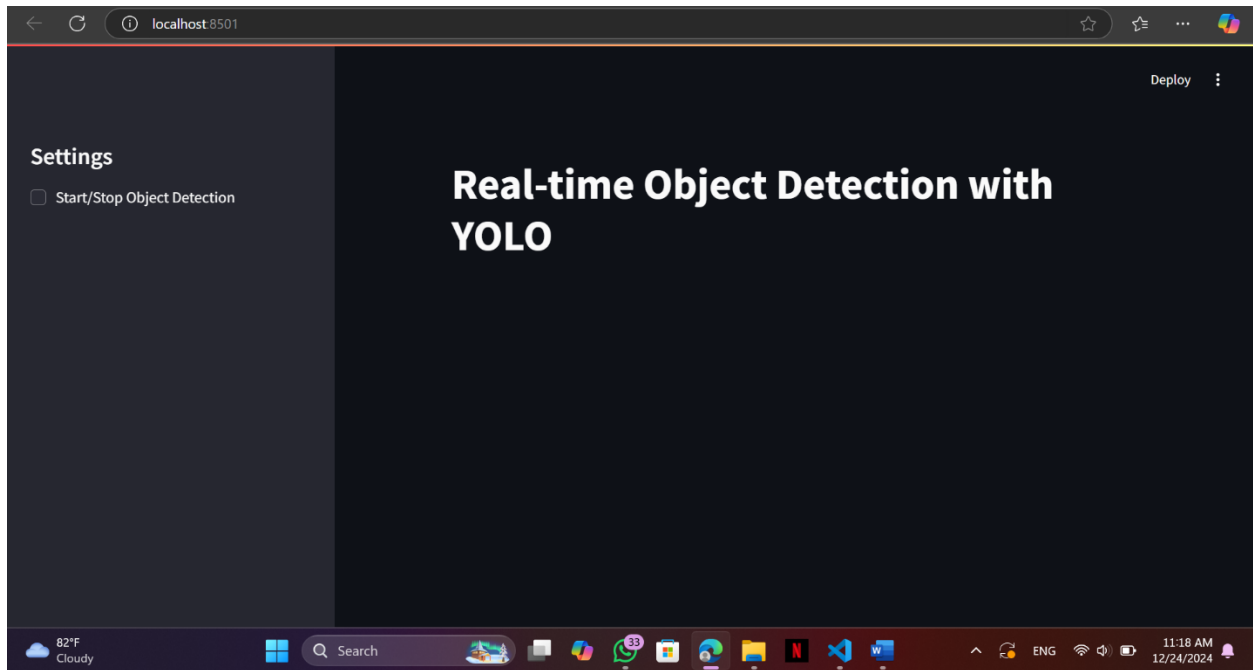 localhost:8501
Deploy
Settings
Start/Stop Object Detection
Real-time Object Detection with
YOLO
82°F
Cloudy
Search
33
N
W
ENG
11:18 AM
12/24/2024